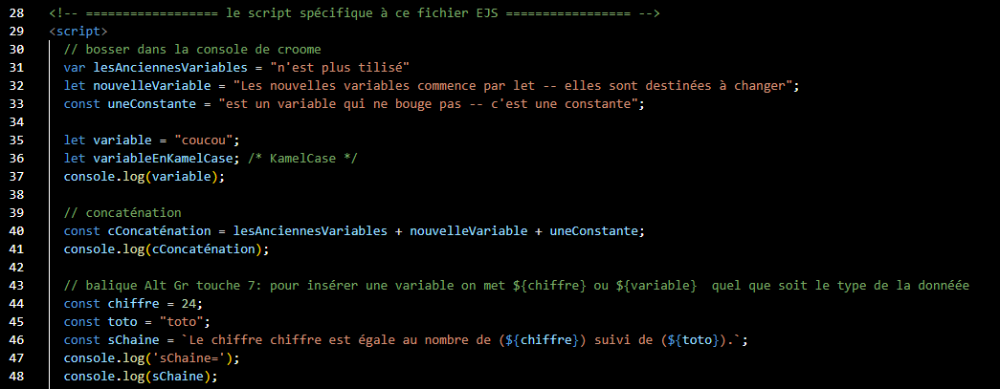 28 <!-- ================= le script spécifique à ce fichier EJS ================ -->
29 <script>
30 // bosser dans la console de croome
31 var lesAnciennesVariables = "n'est plus tilisé"
32 let nouvelleVariable = "Les nouvelles variables commence par let -- elles sont destinées à changer";
33 const uneConstante = "est un variable qui ne bouge pas -- c'est une constante";
34
35 let variable = "coucou";
36 let variableEnKamelCase; /* KamelCase */
37 console.log(variable);
38
39 // concaténation
40 const cConcaténation = lesAnciennesVariables + nouvelleVariable + uneConstante;
41 console.log(cConcaténation);
42
43 // balique Alt Gr touche 7: pour insérer une variable on met ${chiffre} ou ${variable}  quel que soit le type de la donnéée
44 const chiffre = 24;
45 const toto = "toto";
46 const sChaine = `Le chiffre chiffre est égale au nombre de (${chiffre}) suivi de (${toto}).`;
47 console.log('sChaine=');
48 console.log(sChaine);